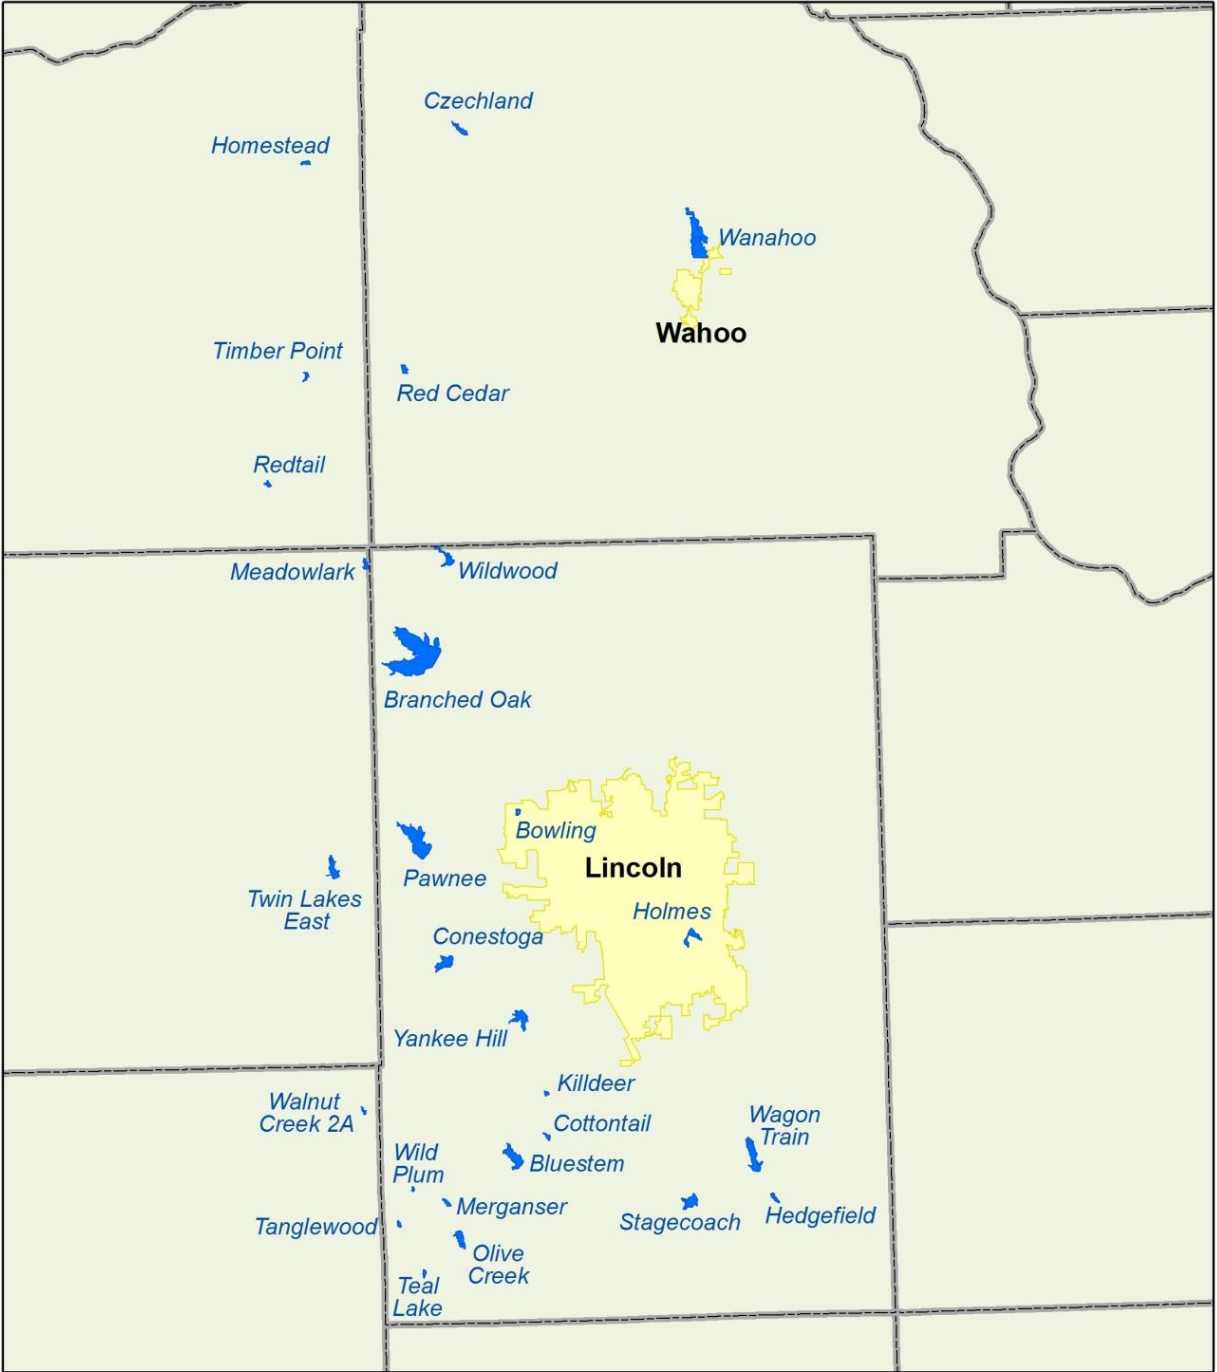 Czechland
Homestead
Wanahoo
Wahoo
Timber Point
Red Cedar
Redtail
Meadowlark
Wildwood
Branched Oak
Bowling
Lincoln
Pawnee
Twin Lakes
East
Holmes
Conestoga
Yankee Hill
Killdeer
Walnut
Creek 2A
Cottontail
Wagon
Train
Wild
Plum
Bluestem
Merganser
Tanglewood
Stagecoach
Hedgefield
Olive
Creek
Teal
Lake